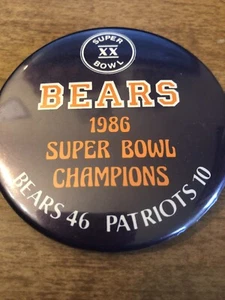 SUPER
XX
BOWL
BEARS
1986
SUPER BOWL
CHAMPIONS
BEARS 46 PATRIOTS 10